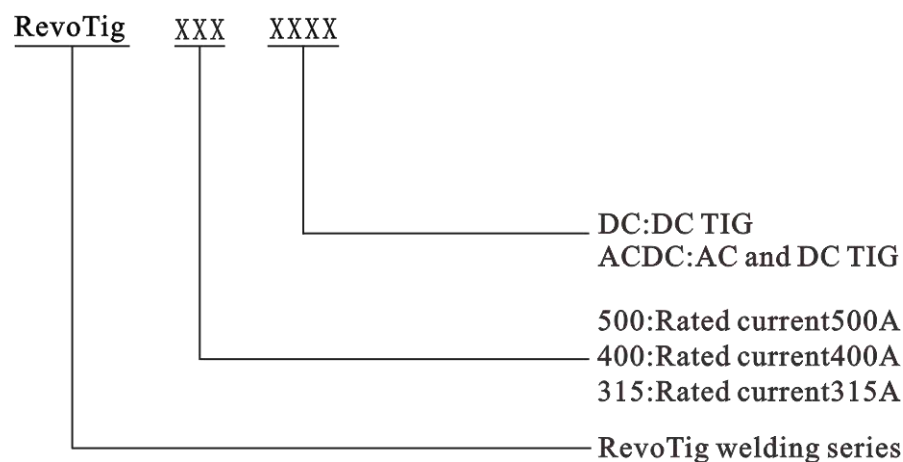 RevoTig XXX XXXX
DC:DC TIG
ACDC:AC and DC TIG
500:Rated current500A
400:Rated current400A
315:Rated current315A
RevoTig welding series